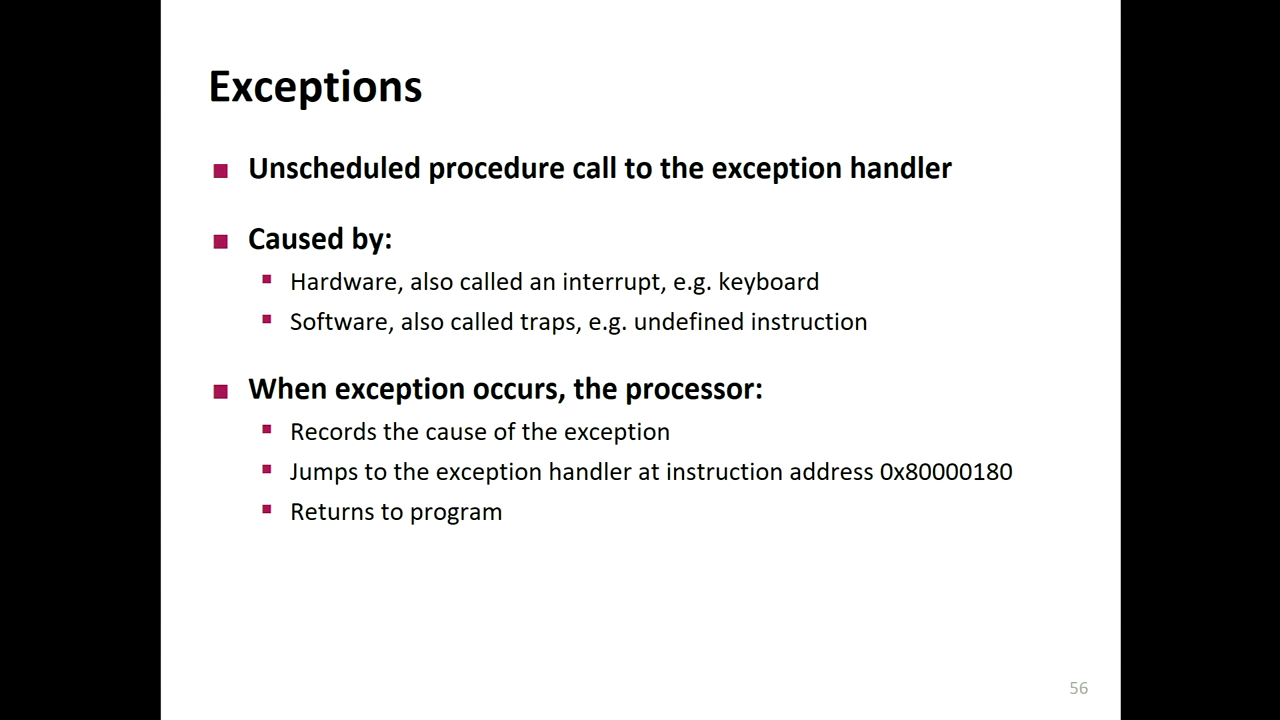 Exceptions
Unscheduled procedure call to the exception handler
Caused by:
Hardware, also called an interrupt, e.g. keyboard
Software, also called traps, e.g. undefined instruction
When exception occurs, the processor:
Records the cause of the exception
Jumps to the exception handler at instruction address 0x80000180
Returns to program
56